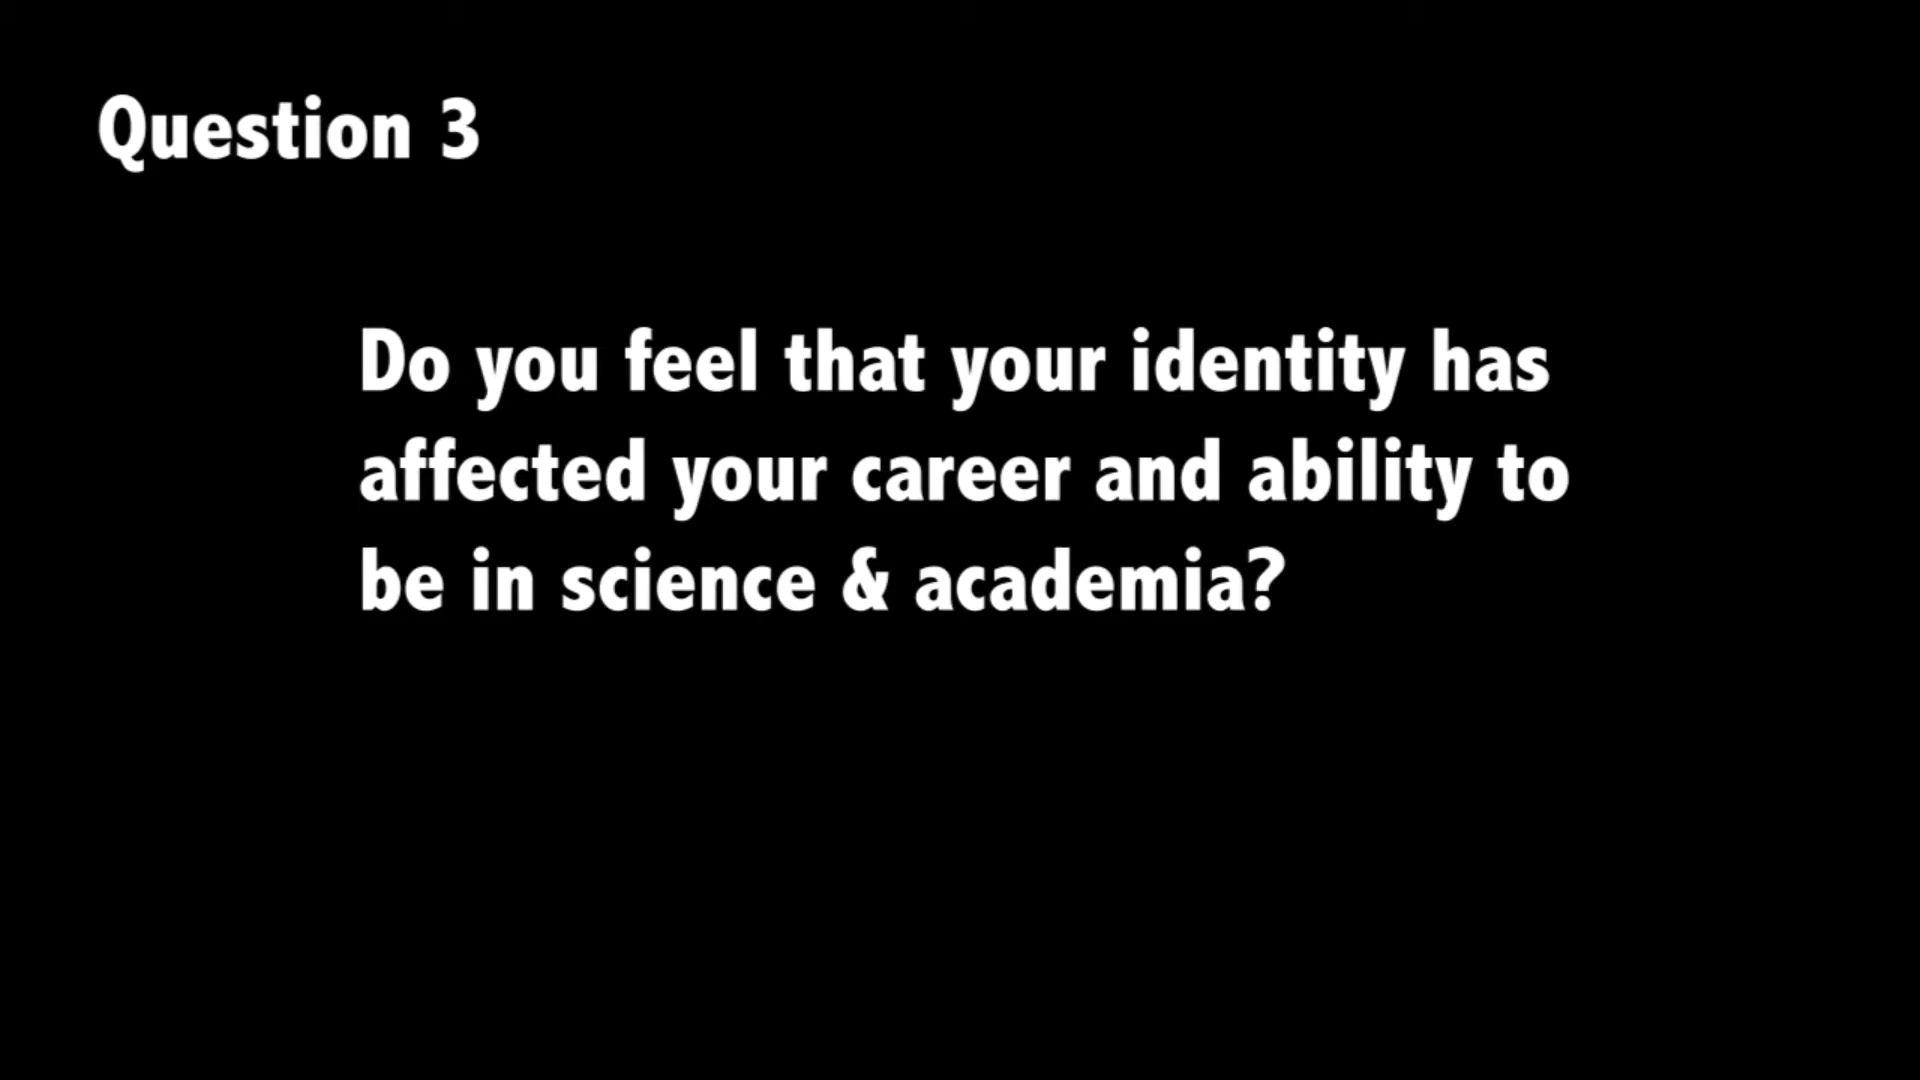 Question 3
Do you feel that your identity has
affected your career and ability to
be in science & academia?